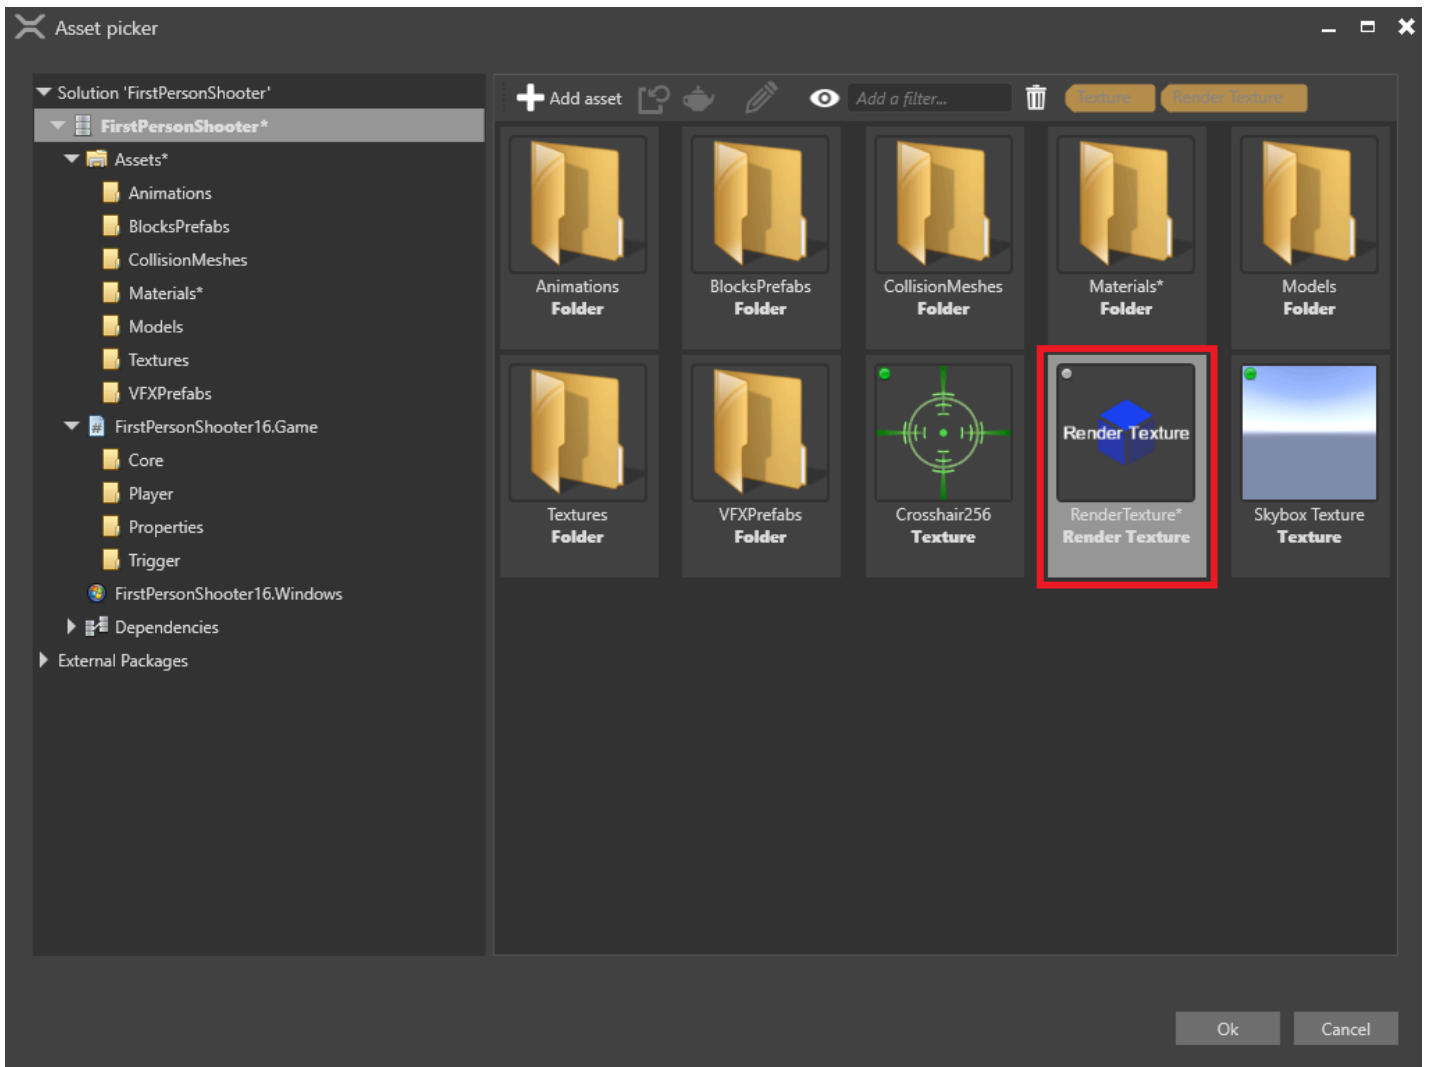 Asset picker
Solution 'FirstPersonShooter'
FirstPersonShooter*
Assets*
Animations
BlocksPrefabs
CollisionMeshes
Materials*
Models
Textures
VFXPrefabs
FirstPersonShooter16.Game
Core
Player
Properties
Trigger
FirstPersonShooter16.Windows
Dependencies
External Packages
Add asset
Add a filter...
Texture
Render Texture
Animations
Folder
BlocksPrefabs
Folder
CollisionMeshes
Folder
Materials*
Folder
Models
Folder
Textures
Folder
VFXPrefabs
Folder
Crosshair256
Texture
Render Texture
RenderTexture*
Render Texture
Skybox Texture
Texture
Ok
Cancel